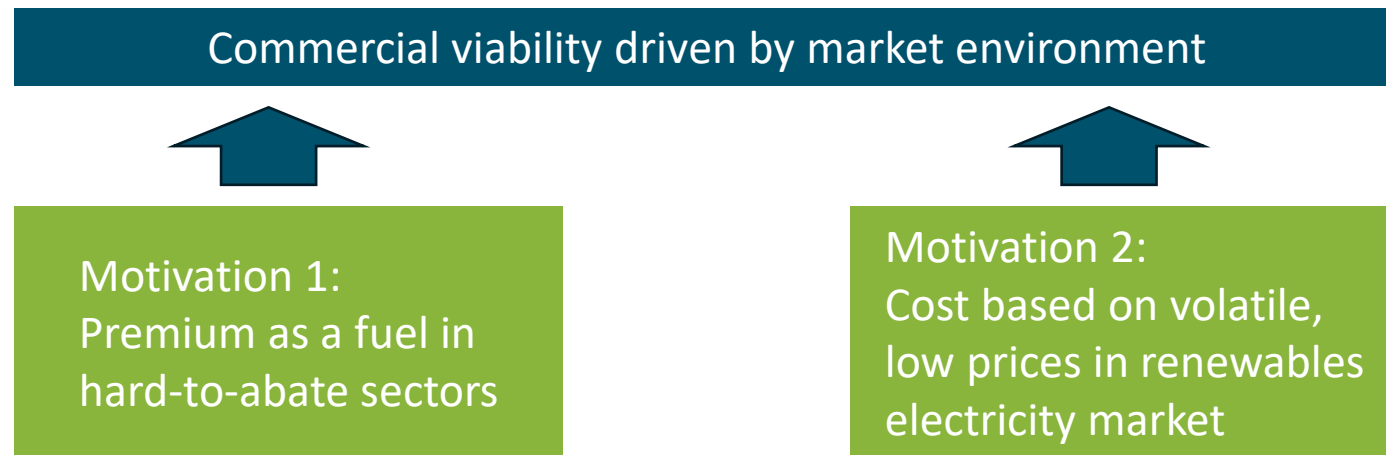 Commercial viability driven by market environment
Motivation 1:
Premium as a fuel in
hard-to-abate sectors
Motivation 2:
Cost based on volatile,
low prices in renewables
electricity market